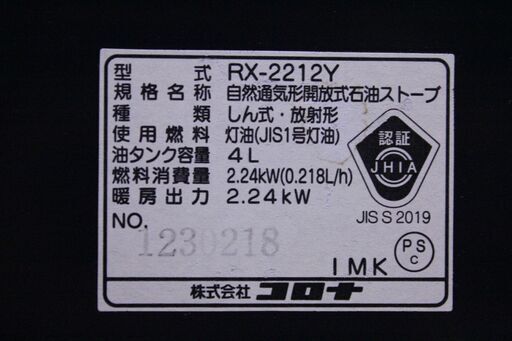 型式 RX-2212Y
規格名称 自然通気形開放式石油ストーブ
種類 しん式・放射形
使用燃料 灯油(JIS1号灯油)
油タンク容量 4L
燃料消費量 2.24kW(0.218L/h)
暖房出力 2.24kW
認証
JHIA
JIS S 2019
NO. 1230218
1MK
PS
C
株式会社 コロナ